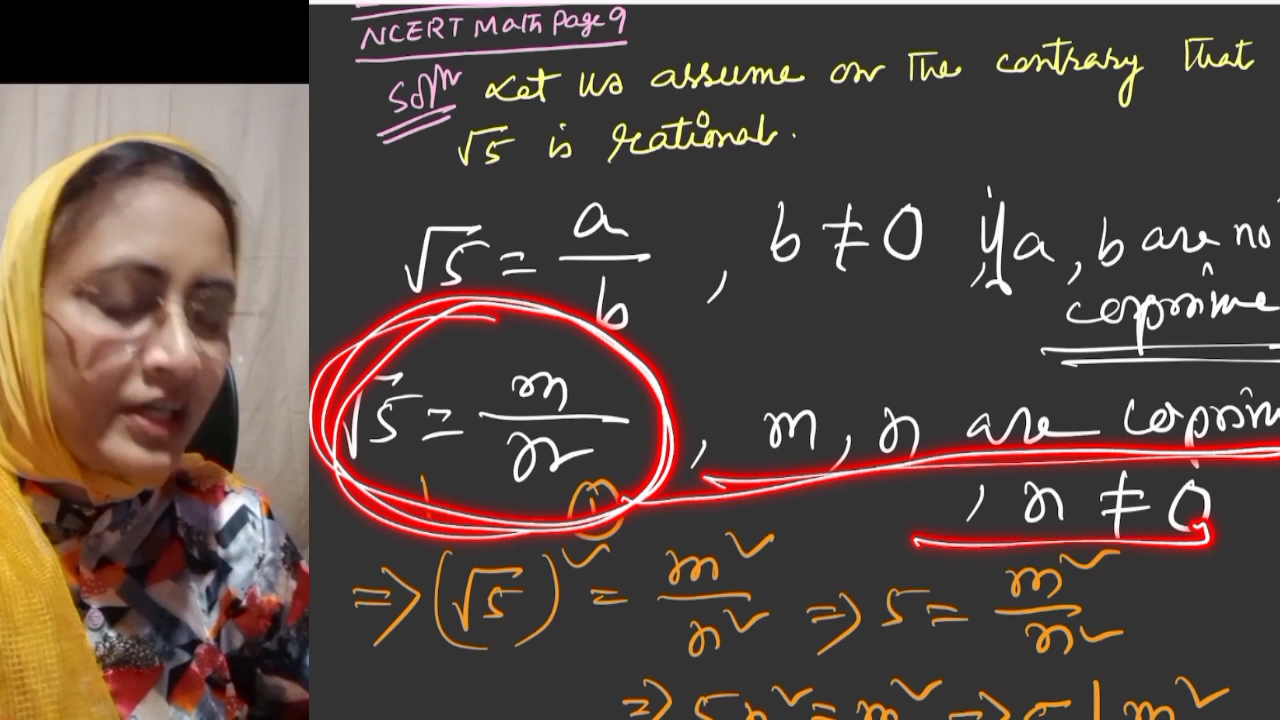 NCERT Math Page 9
Soln Let us assume on the contrary that
√5 is rational.
√5 = a/b , b ≠ 0 if a, b are no
coprime
√5 = m/n , m, n are coprim
①
, n ≠ 0
⇒ (√5)² = m²/n² ⇒ 5 = m²/n²
⇒ 5n² = m² ⇒ 5 | m²